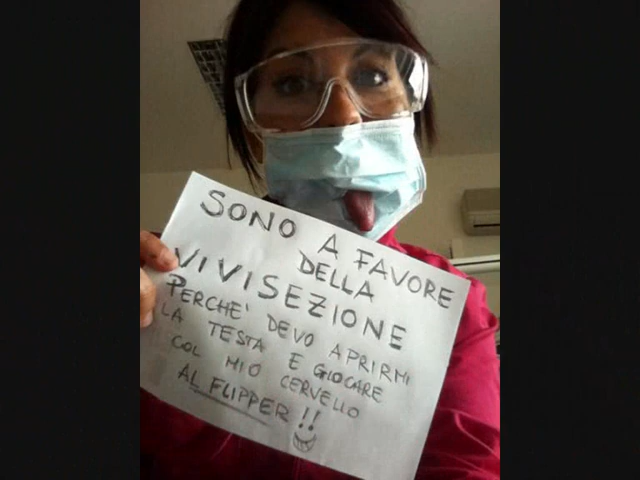 SONO A FAVORE
DELLA
VIVISEZIONE
PERCHE' DEVO APRIRMI
LA TESTA E GIOCARE
COL MIO CERVELLO
AL FLIPPER!!